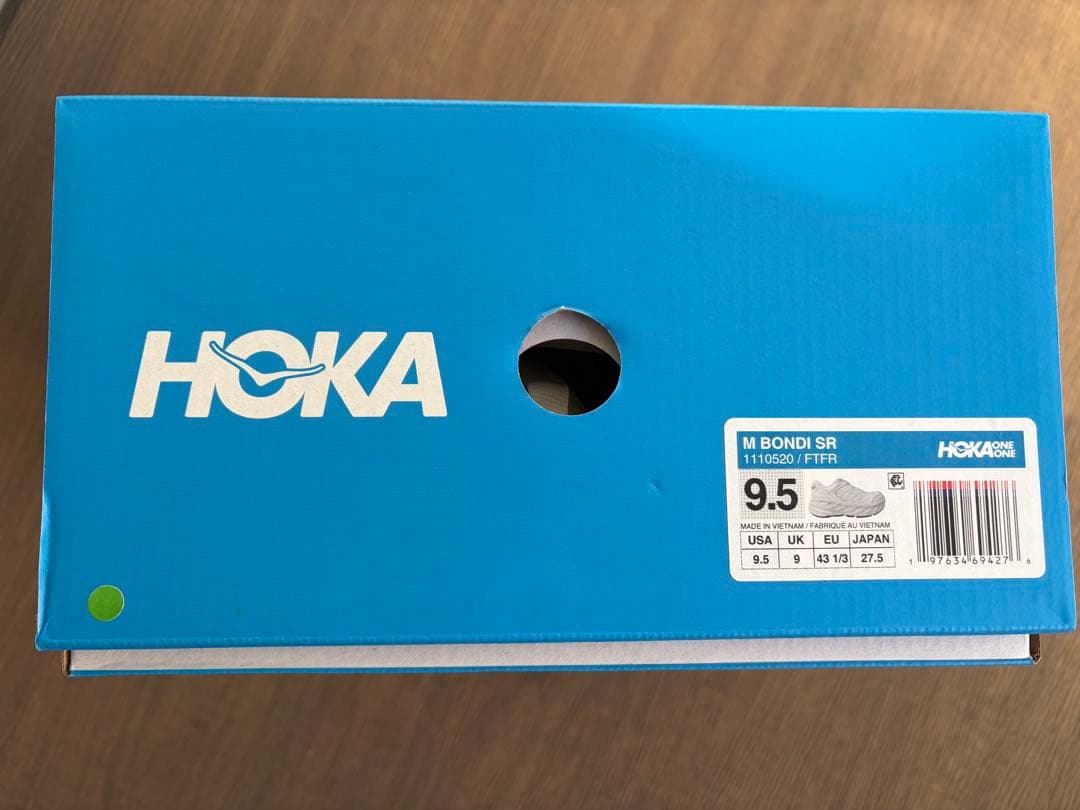 HOKA
M BONDI SR
1110520 / FTFR
HOKA ONE ONE
9.5
MADE IN VIETNAM / FABRIQUÉ AU VIETNAM
USA UK EU JAPAN
9.5 9 43 1/3 27.5
1 97634 69427 6